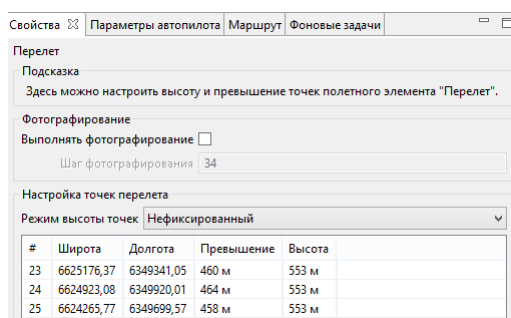 Свойства Параметры автопилота Маршрут Фоновые задачи
Перелет
Подсказка
Здесь можно настроить высоту и превышение точек полетного элемента "Перелет".
Фотографирование
Выполнять фотографирование
Шаг фотографирования 34
Настройка точек перелета
Режим высоты точек Нефиксированный
# Широта Долгота Превышение Высота
23 6625176,37 6349341,05 460 м 553 м
24 6624923,08 6349920,01 464 м 553 м
25 6624265,77 6349699,57 458 м 553 м